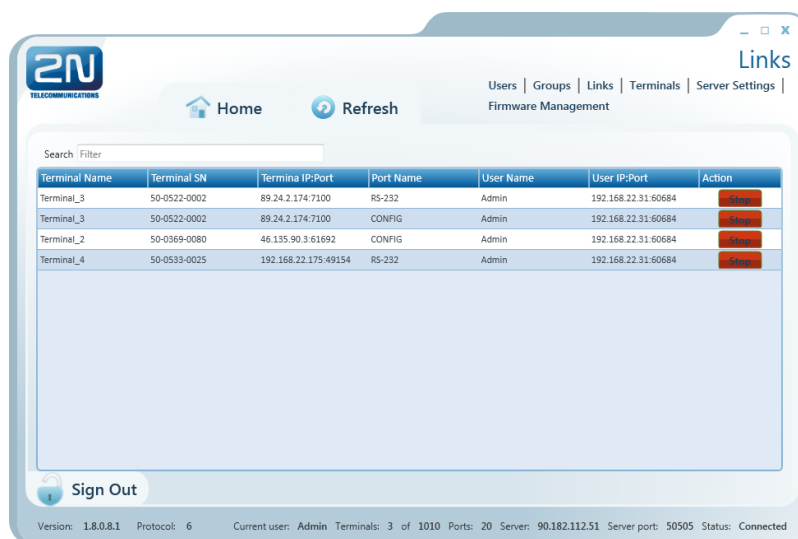 2N
TELECOMMUNICATIONS
Home
Refresh
X
Links
Users | Groups | Links | Terminals | Server Settings |
Firmware Management
Search Filter
Terminal Name Terminal SN Termina IP:Port Port Name User Name User IP:Port Action
Terminal_3 50-0522-0002 89.24.2.174:7100 RS-232 Admin 192.168.22.31:60684 Stop
Terminal_3 50-0522-0002 89.24.2.174:7100 CONFIG Admin 192.168.22.31:60684 Stop
Terminal_2 50-0369-0080 46.135.90.3:61692 CONFIG Admin 192.168.22.31:60684 Stop
Terminal_4 50-0533-0025 192.168.22.175:49154 RS-232 Admin 192.168.22.31:60684 Stop
Sign Out
Version: 1.8.0.8.1 Protocol: 6 Current user: Admin Terminals: 3 of 1010 Ports: 20 Server: 90.182.112.51 Server port: 50505 Status: Connected